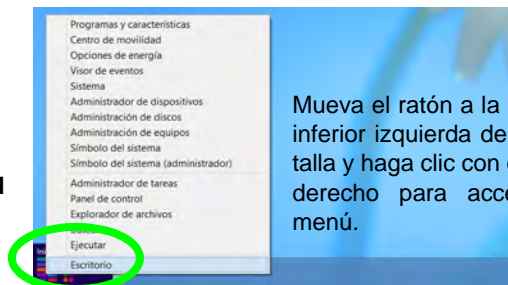 Programas y características
Centro de movilidad
Opciones de energía
Visor de eventos
Sistema
Administrador de dispositivos
Administración de discos
Administración de equipos
Símbolo del sistema
Símbolo del sistema (administrador)
Administrador de tareas
Panel de control
Explorador de archivos
Ejecutar
Escritorio
Mueva el ratón a la
inferior izquierda de
talla y haga clic con
derecho para acce
menú.